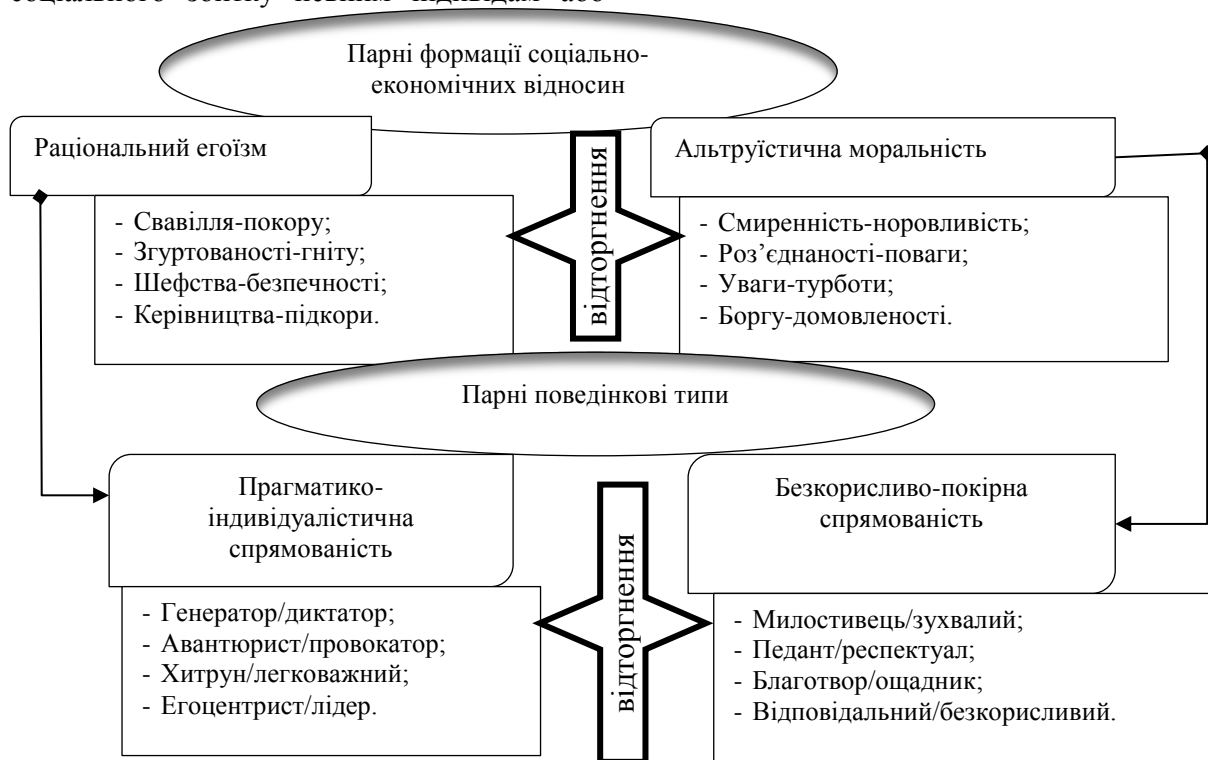 соціального збитку певним індивідам або
Парні формації соціально-
економічних відносин
Раціональний егоїзм
Альтруїстична моральність
відторгнення
- Свавілля-покору;
- Згуртованості-гніту;
- Шефства-безпечності;
- Керівництва-підкори.
- Смиренність-норовливість;
- Роз’єднаності-поваги;
- Уваги-турботи;
- Боргу-домовленості.
Парні поведінкові типи
Прагматико-
індивідуалістична
спрямованість
Безкорисливо-покірна
спрямованість
відторгнення
- Генератор/диктатор;
- Авантюрист/провокатор;
- Хитрун/легковажний;
- Егоцентрист/лідер.
- Милостивець/зухвалий;
- Педант/респектуал;
- Благотвор/ощадник;
- Відповідальний/безкорисливий.